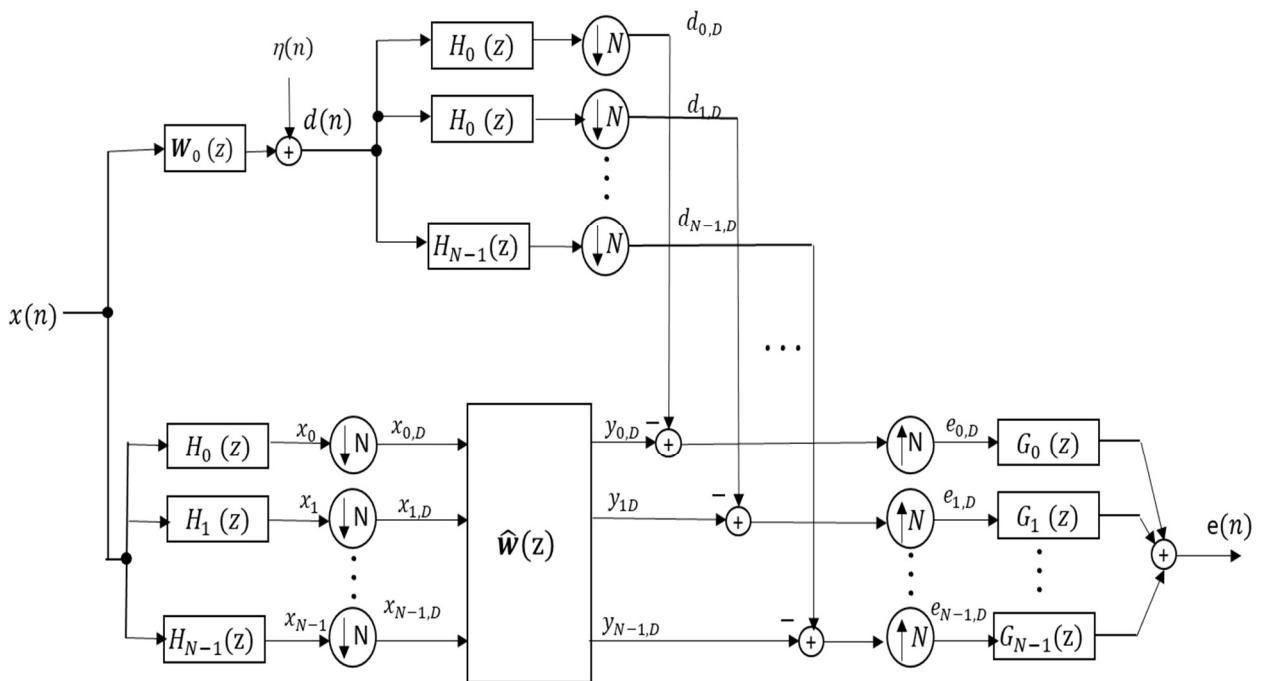 η(n)
d(n)
W₀ (z)
+
H₀ (z)
↓ N
d₀,D
H₀ (z)
↓ N
d₁,D
H_{N−1}(z)
↓ N
d_{N−1,D}
x(n)
H₀ (z)
x₀
↓ N
x₀,D
H₁ (z)
x₁
↓ N
x₁,D
H_{N−1}(z)
x_{N−1}
↓ N
x_{N−1,D}
Ŵ(z)
y₀,D
−
+
y₁D
−
+
y_{N−1,D}
−
+
↑ N
e₀,D
G₀ (z)
↑ N
e₁,D
G₁ (z)
↑ N
e_{N−1,D}
G_{N−1}(z)
+
e(n)